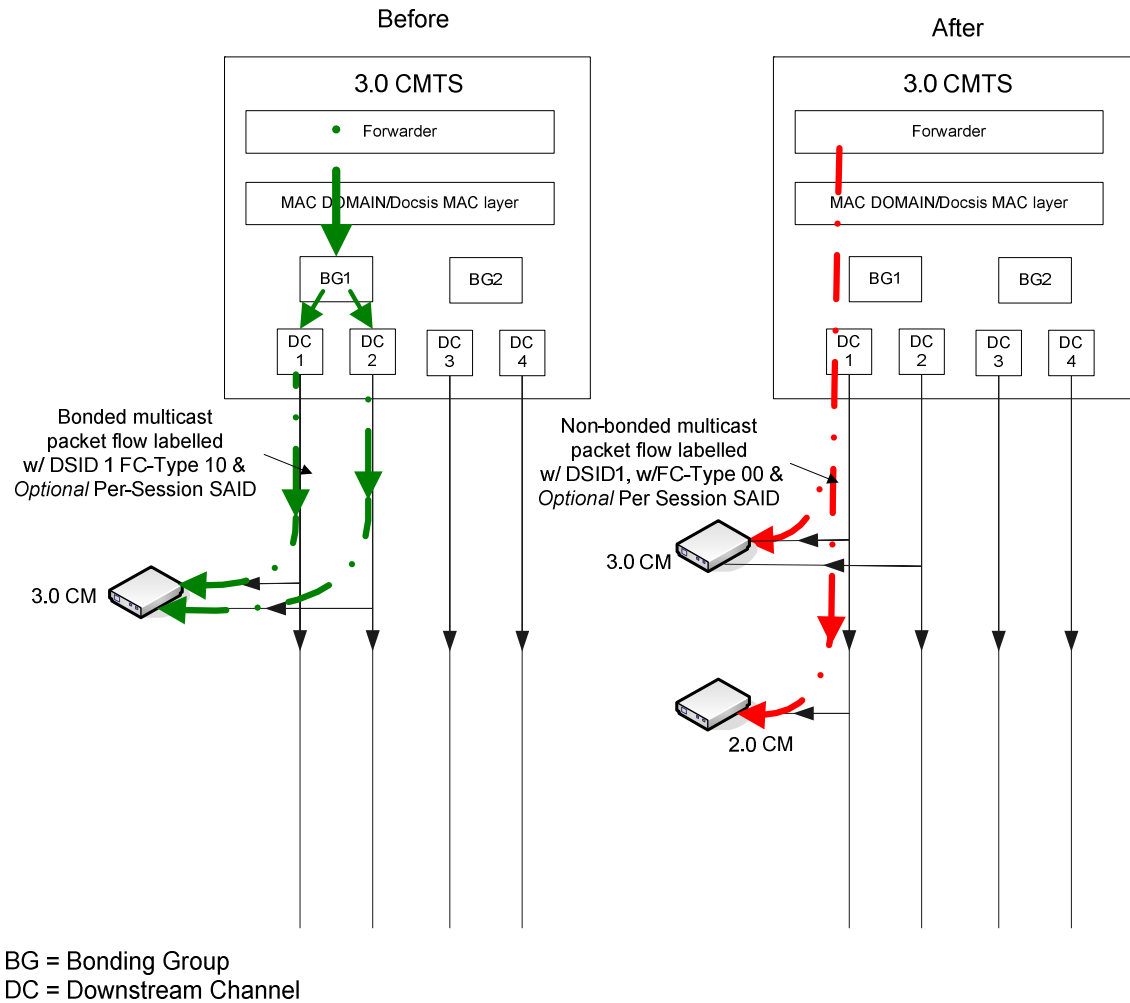 Before
3.0 CMTS
Forwarder
MAC DOMAIN/Docsis MAC layer
BG1
BG2
DC
1
DC
2
DC
3
DC
4
Bonded multicast
packet flow labelled
w/ DSID 1 FC-Type 10 &
Optional Per-Session SAID
3.0 CM
After
3.0 CMTS
Forwarder
MAC DOMAIN/Docsis MAC layer
BG1
BG2
DC
1
DC
2
DC
3
DC
4
Non-bonded multicast
packet flow labelled
w/ DSID1, w/FC-Type 00 &
Optional Per Session SAID
3.0 CM
2.0 CM
BG = Bonding Group
DC = Downstream Channel